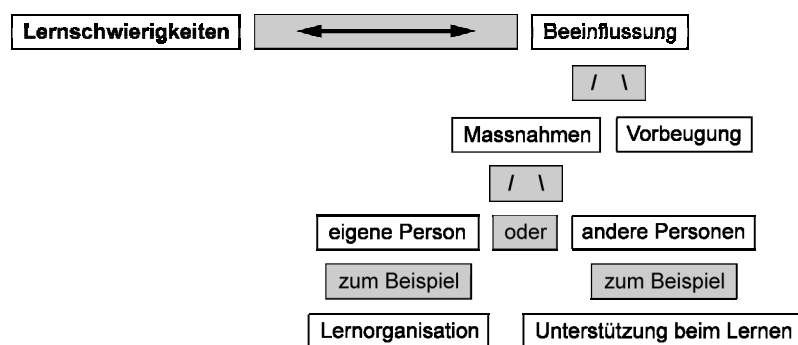 Lernschwierigkeiten Beeinflussung
/ \
Massnahmen Vorbeugung
/ \
eigene Person oder andere Personen
zum Beispiel zum Beispiel
Lernorganisation Unterstützung beim Lernen